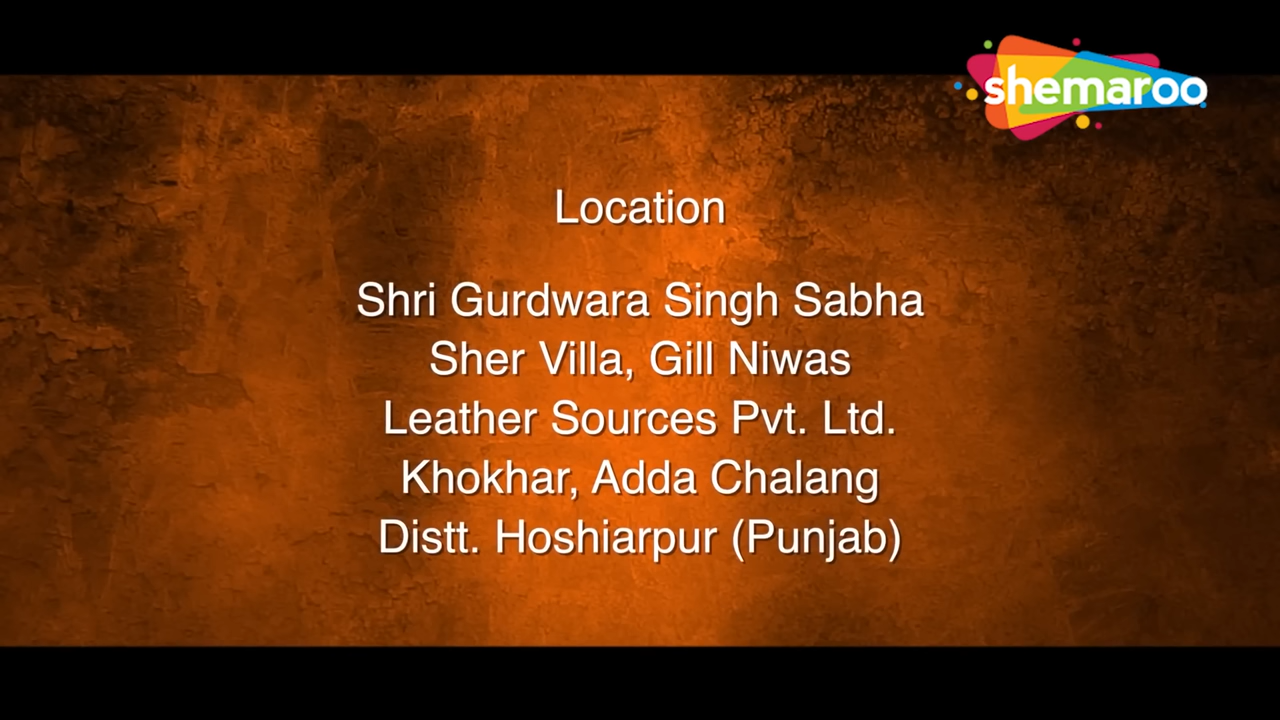 shemaroo
Location
Shri Gurdwara Singh Sabha
Sher Villa, Gill Niwas
Leather Sources Pvt. Ltd.
Khokhar, Adda Chalang
Distt. Hoshiarpur (Punjab)